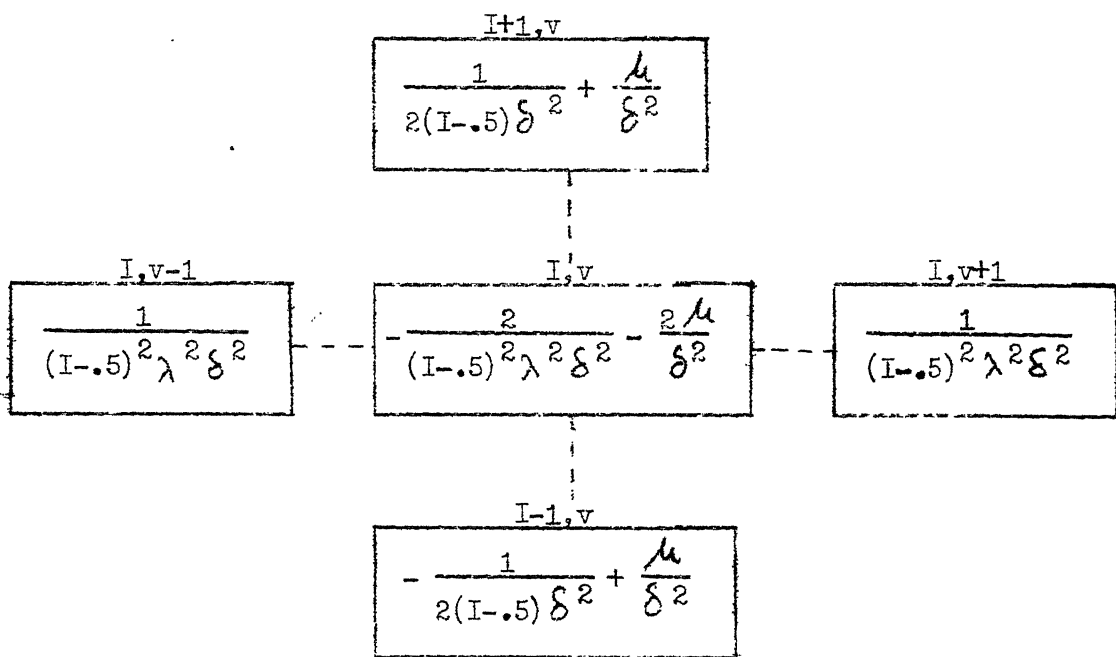 I+1,v
1/(2(I-.5)δ²) + μ/δ²
I,v-1
1/((I-.5)²λ²δ²)
I,v
-2/((I-.5)²λ²δ²) - 2μ/δ²
I,v+1
1/((I-.5)²λ²δ²)
I-1,v
- 1/(2(I-.5)δ²) + μ/δ²